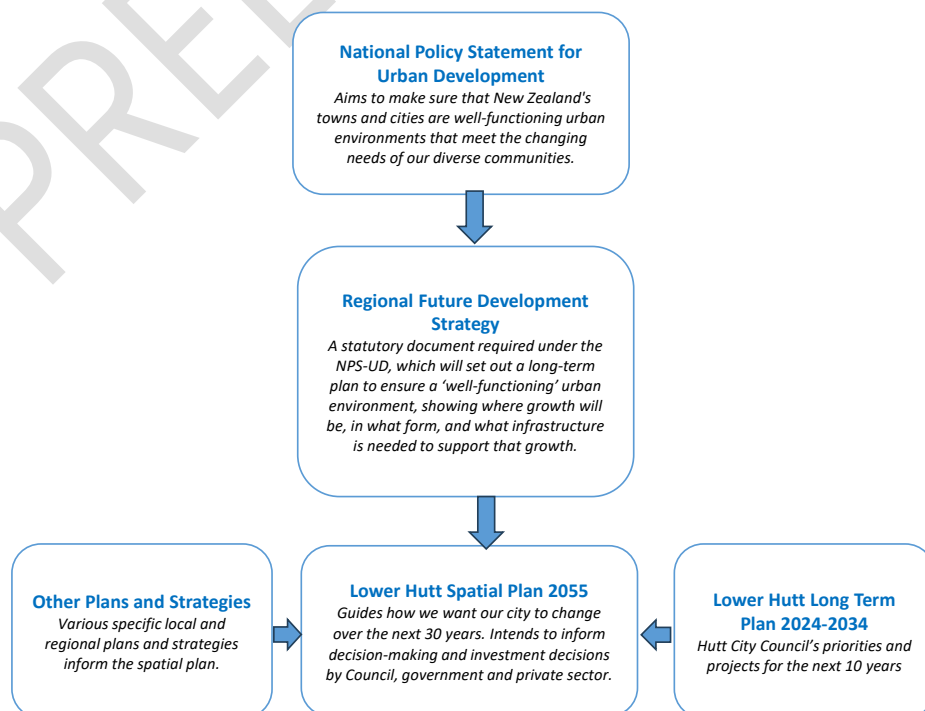 National Policy Statement for
Urban Development
Aims to make sure that New Zealand's
towns and cities are well-functioning urban
environments that meet the changing
needs of our diverse communities.
Regional Future Development
Strategy
A statutory document required under the
NPS-UD, which will set out a long-term
plan to ensure a ‘well-functioning’ urban
environment, showing where growth will
be, in what form, and what infrastructure
is needed to support that growth.
Other Plans and Strategies
Various specific local and
regional plans and strategies
inform the spatial plan.
Lower Hutt Spatial Plan 2055
Guides how we want our city to change
over the next 30 years. Intends to inform
decision-making and investment decisions
by Council, government and private sector.
Lower Hutt Long Term
Plan 2024-2034
Hutt City Council’s priorities and
projects for the next 10 years